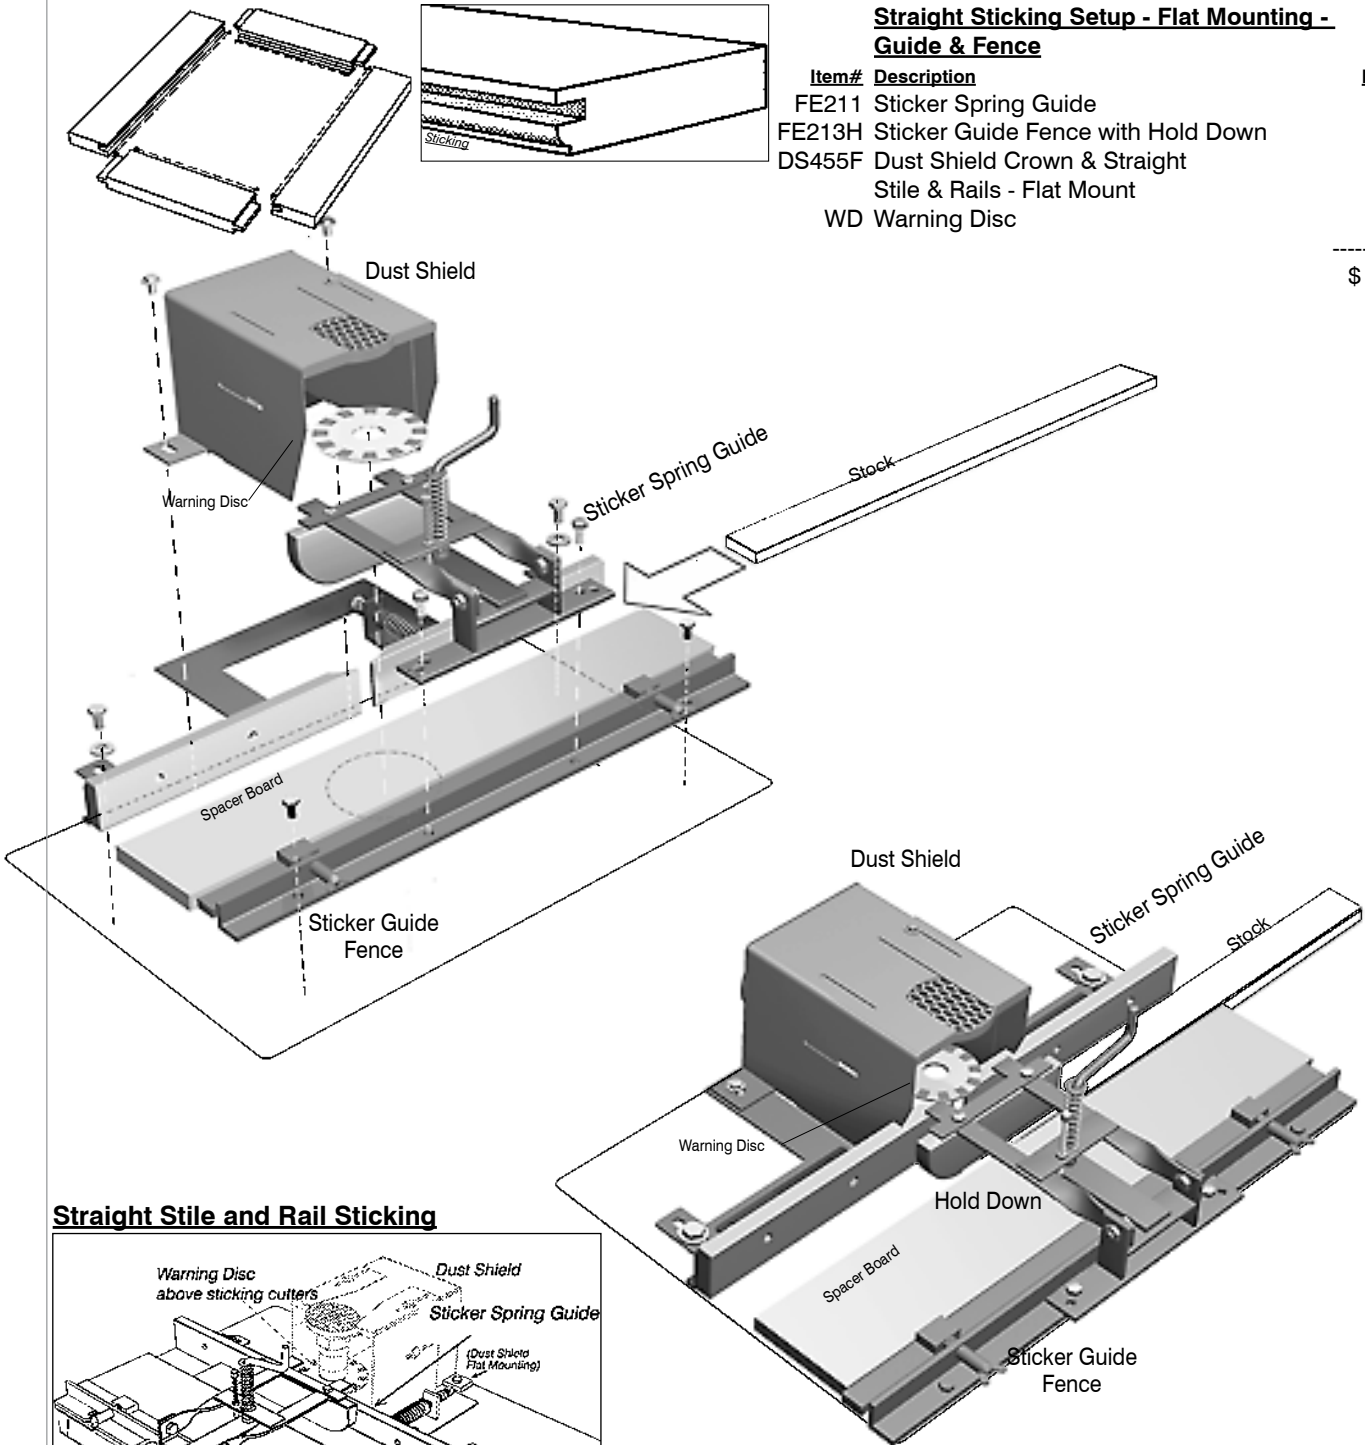 Sticking
Straight Sticking Setup - Flat Mounting -
Guide & Fence
Item# Description
FE211 Sticker Spring Guide
FE213H Sticker Guide Fence with Hold Down
DS455F Dust Shield Crown & Straight
Stile & Rails - Flat Mount
WD Warning Disc
------
$
Dust Shield
Warning Disc
Sticker Spring Guide
Stock
Spacer Board
Sticker Guide
Fence
Dust Shield
Sticker Spring Guide
Stock
Warning Disc
Hold Down
Spacer Board
Sticker Guide
Fence
Straight Stile and Rail Sticking
Warning Disc
above sticking cutters
Dust Shield
Sticker Spring Guide
(Dust Shield
Flat Mounting)